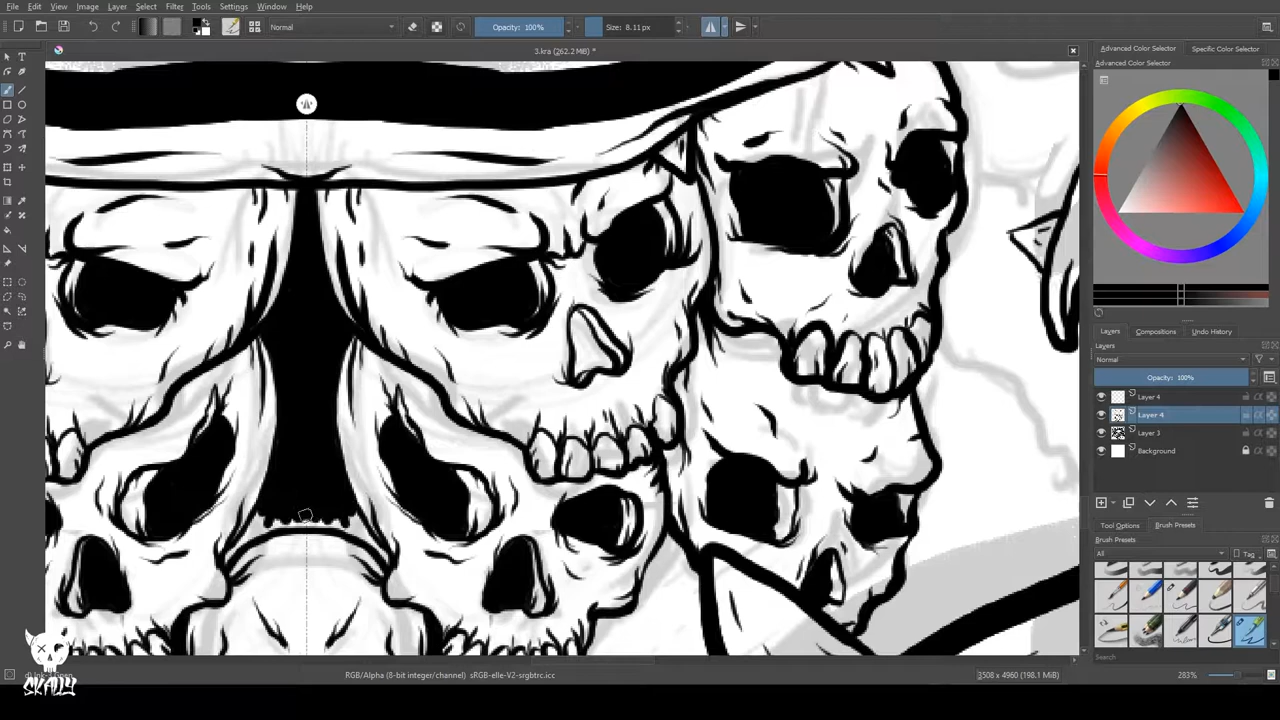 File Edit View Image Layer Select Filter Tools Settings Window Help
Normal
Opacity: 100%
Size: 8.11 px
3.kra (262.2 MiB) *
Advanced Color Selector
Specific Color Selector
Advanced Color Selector
Layers
Compositions
Undo History
Layers
Normal
Opacity: 100%
Layer 4
Layer 4
Layer 3
Background
Tool Options
Brush Presets
Brush Presets
All
Tag
Search
RGB/Alpha (8-bit integer/channel) sRGB-elle-V2-srgbtrc.icc
3508 x 4960 (198.1 MiB)
283%
SKALLY